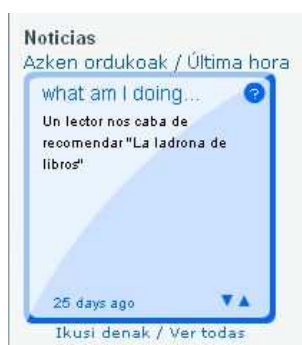 Noticias
Azken ordukoak / Última hora
what am I doing...
?
Un lector nos caba de
recomendar "La ladrona de
libros"
25 days ago
Ikusi denak / Ver todas